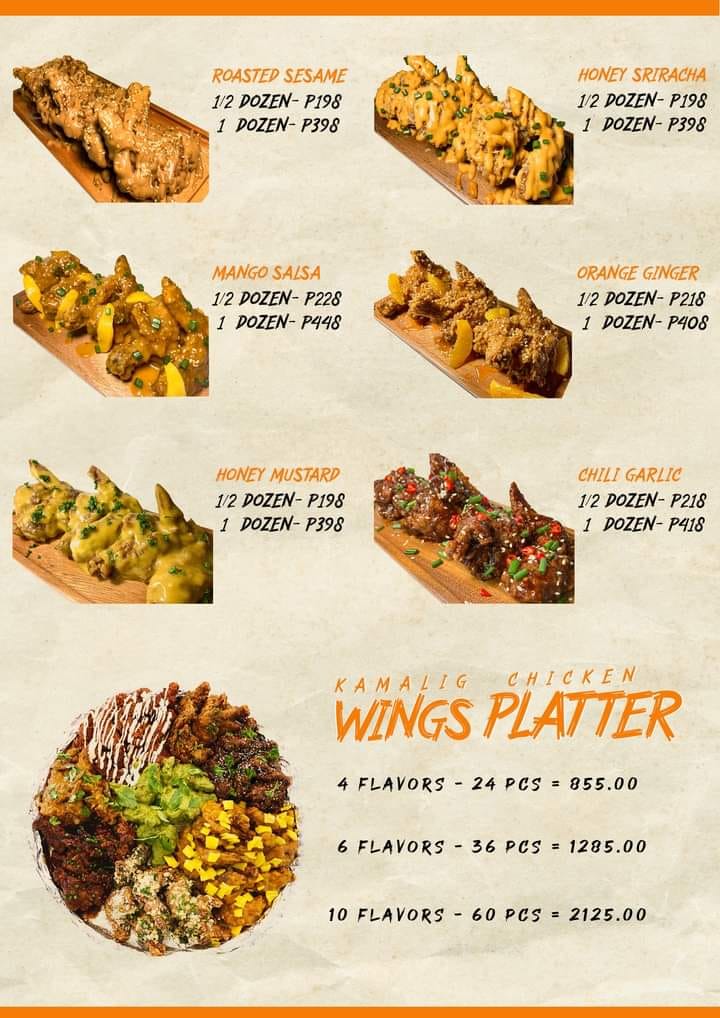 ROASTED SESAME
1/2 DOZEN- P198
1 DOZEN- P398
HONEY SRIRACHA
1/2 DOZEN- P198
1 DOZEN- P398
MANGO SALSA
1/2 DOZEN- P228
1 DOZEN- P448
ORANGE GINGER
1/2 DOZEN- P218
1 DOZEN- P408
HONEY MUSTARD
1/2 DOZEN- P198
1 DOZEN- P398
CHILI GARLIC
1/2 DOZEN- P218
1 DOZEN- P418
KAMALIG CHICKEN
WINGS PLATTER
4 FLAVORS - 24 PCS = 855.00
6 FLAVORS - 36 PCS = 1285.00
10 FLAVORS - 60 PCS = 2125.00